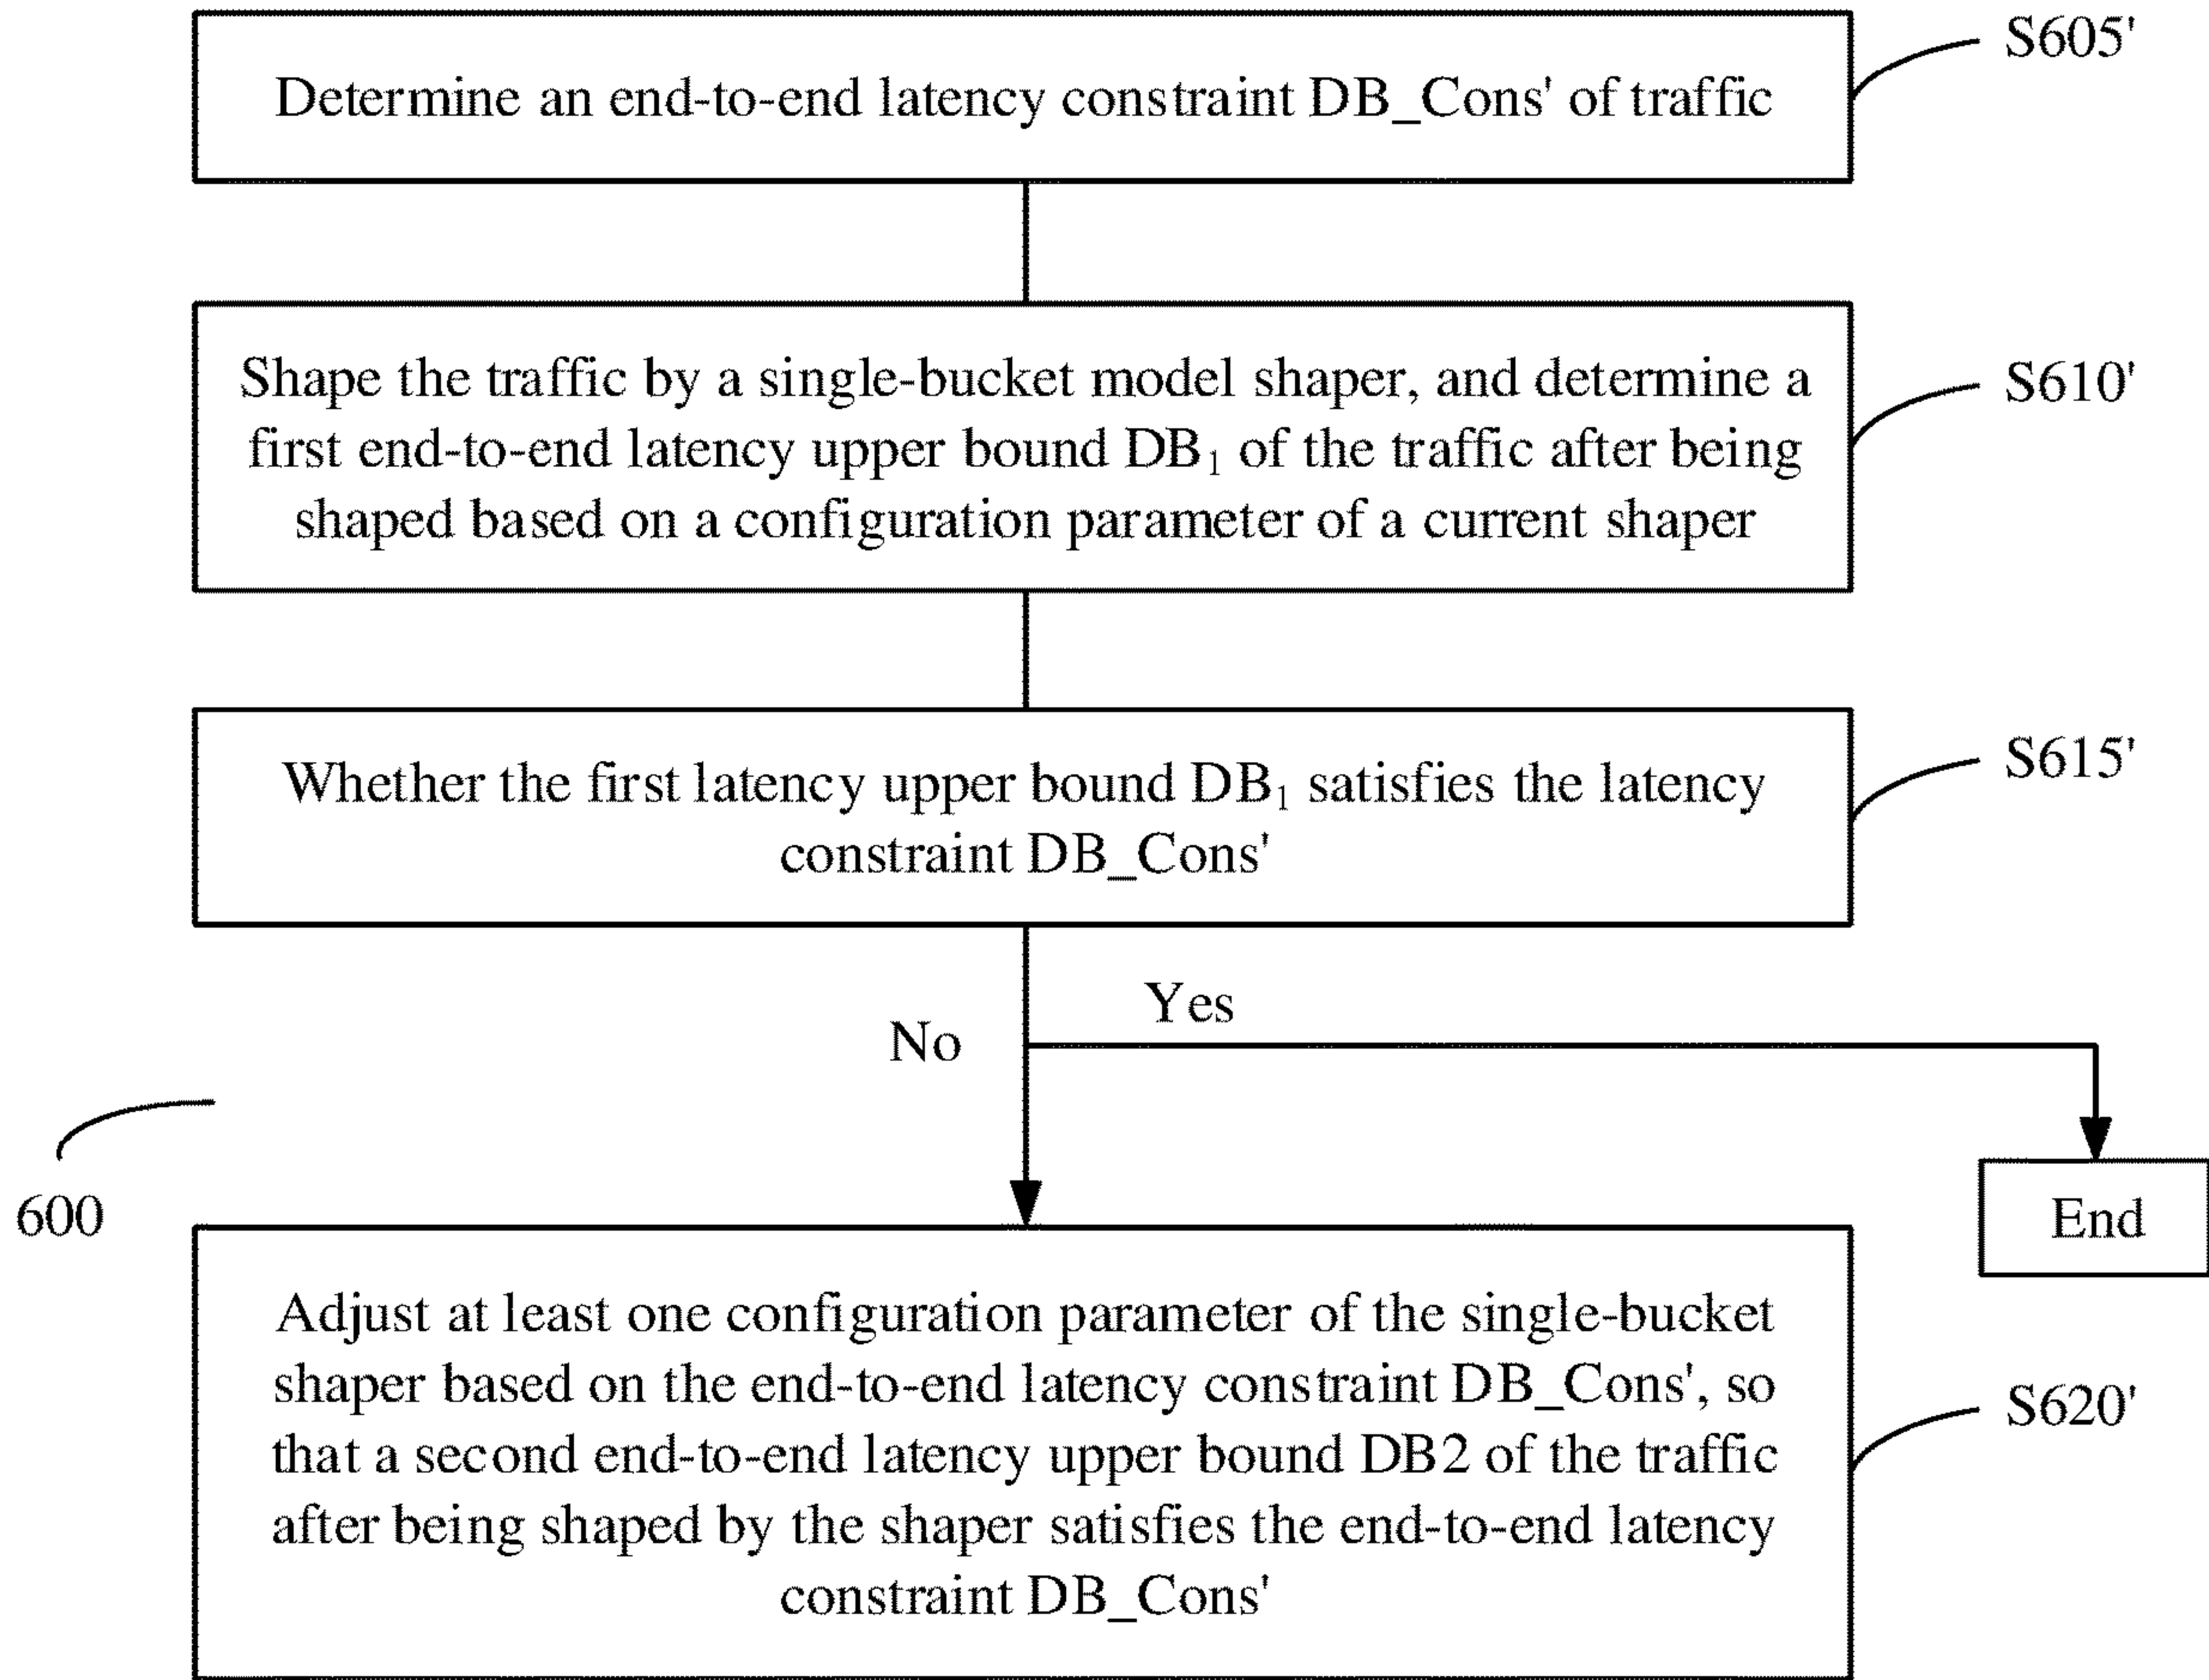 Determine an end-to-end latency constraint DB_Cons' of traffic
S605'
Shape the traffic by a single-bucket model shaper, and determine a
first end-to-end latency upper bound DB₁ of the traffic after being
shaped based on a configuration parameter of a current shaper
S610'
Whether the first latency upper bound DB₁ satisfies the latency
constraint DB_Cons'
S615'
Yes
No
End
600
Adjust at least one configuration parameter of the single-bucket
shaper based on the end-to-end latency constraint DB_Cons', so
that a second end-to-end latency upper bound DB2 of the traffic
after being shaped by the shaper satisfies the end-to-end latency
constraint DB_Cons'
S620'